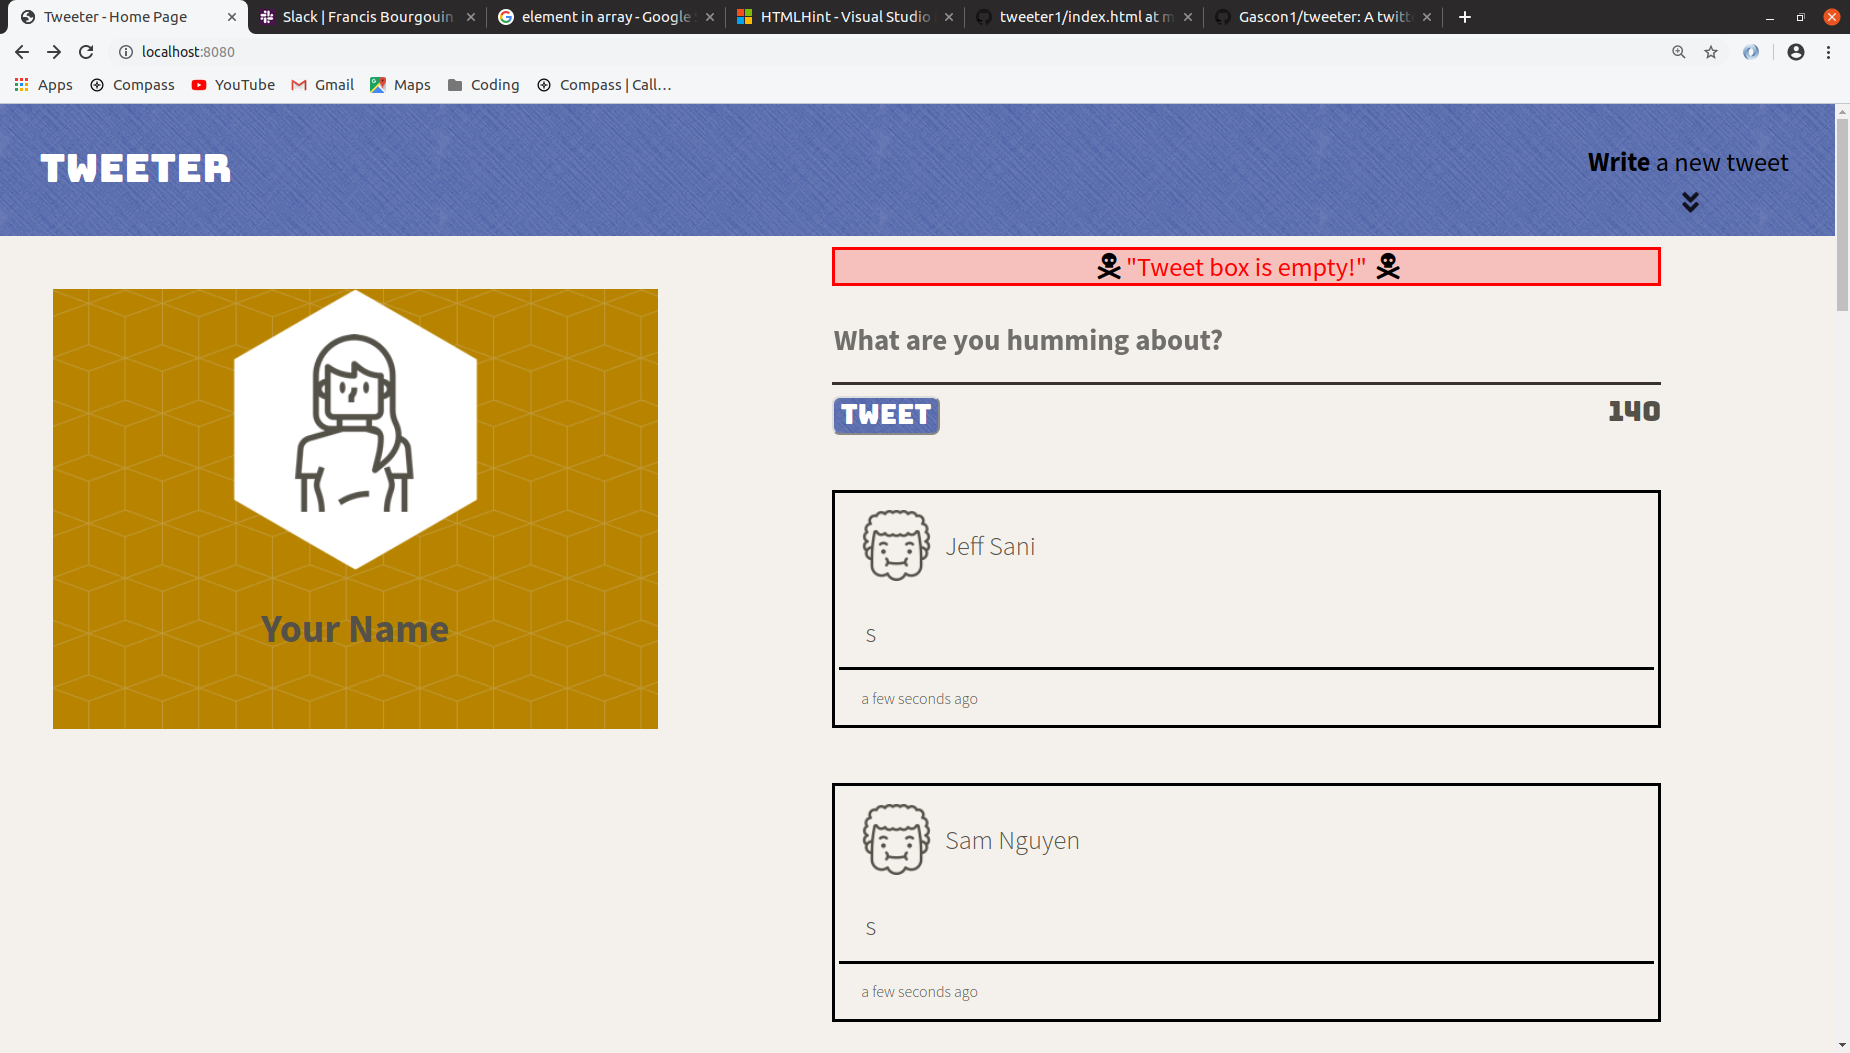 Tweeter - Home Page
Slack | Francis Bourgouin
element in array - Google
HTMLHint - Visual Studio
tweeter1/index.html at m
Gascon1/tweeter: A twitt
localhost:8080
Apps
Compass
YouTube
Gmail
Maps
Coding
Compass | Call...
TWEETER
Write a new tweet
"Tweet box is empty!"
What are you humming about?
TWEET
140
Your Name
Jeff Sani
s
a few seconds ago
Sam Nguyen
s
a few seconds ago